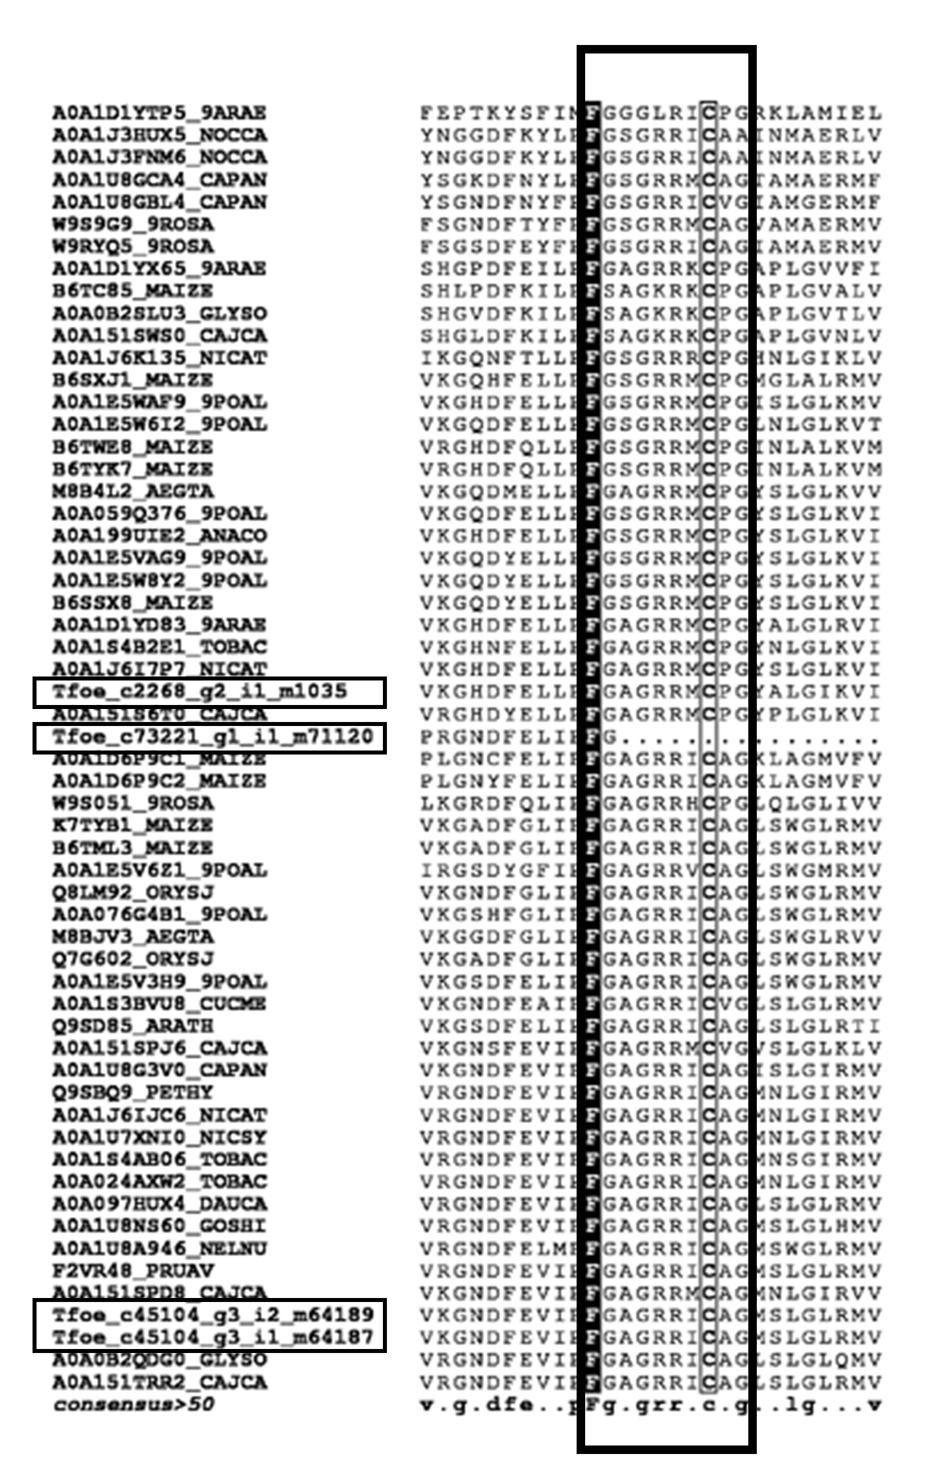 A0A1D1YTP5_9ARAE FEPTKYSFINFGGGLRICPGRKLAMIEL
A0A1J3HUX5_NOCCA YNGGDFKYLPFGSGRRICAAINMAERLV
A0A1J3FNM6_NOCCA YNGGDFKYLPFGSGRRICAAINMAERLV
A0A1U8GCA4_CAPAN YSGKDFNYLPFGSGRRMCAGIAMAERMF
A0A1U8GBL4_CAPAN YSGNDFNYFPFGSGRRICVGIAMGERMF
W9S9G9_9ROSA FSGNDFTYFPFGSGRRMCAGVAMAERMV
W9RYQ5_9ROSA FSGSDFEYFPFGSGRRICAGIAMAERMV
A0A1D1YX65_9ARAE SHGPDFEILPFGAGRRKCPGAPLGVVFI
B6TC85_MAIZE SHLPDFKILPFSAGKRKCPGAPLGVALV
A0A0B2SLU3_GLYSO SHGVDFKILPFSAGKRKCPGAPLGVTLV
A0A151SWS0_CAJCA SHGLDFKILPFSAGKRKCPGAPLGVNLV
A0A1J6K135_NICAT IKGQNFTLLPFGSGRRRCPGHNLGIKLV
B6SXJ1_MAIZE VKGQHFELLPFGSGRRMCPGMGLALRMV
A0A1E5WAF9_9POAL VKGHDFELLPFGSGRRMCPGISLGLKMV
A0A1E5W6I2_9POAL VKGQDFELLPFGSGRRMCPGLNLGLKVT
B6TWE8_MAIZE VRGHDFQLLPFGSGRRMCPGINLALKVM
B6TYK7_MAIZE VRGHDFQLLPFGSGRRMCPGINLALKVM
M8B4L2_AEGTA VKGQDMELLPFGAGRRMCPGYSLGLKVV
A0A059Q376_9POAL VKGQDFELLPFGSGRRMCPGYSLGLKVI
A0A199UIE2_ANACO VKGHDFELLPFGSGRRMCPGYSLGLKVI
A0A1E5VAG9_9POAL VKGQDYELLPFGSGRRMCPGYSLGLKVI
A0A1E5W8Y2_9POAL VKGQDYELLPFGSGRRMCPGYSLGLKVI
B6SSX8_MAIZE VKGQDYELLPFGSGRRMCPGYSLGLKVI
A0A1D1YD83_9ARAE VKGHDFELLPFGAGRRMCPGYALGLRVI
A0A1S4B2E1_TOBAC VKGHNFELLPFGAGRRMCPGYNLGLKVI
A0A1J6I7P7_NICAT VKGHDFELLPFGSGRRMCPGYSLGLKVI
Tfoe_c2268_g2_i1_m1035 VKGHDFELLPFGAGRRMCPGYALGIKVI
A0A151S6T0_CAJCA VRGHDYELLPFGAGRRMCPGYPLGLKVI
Tfoe_c73221_g1_i1_m71120 PRGNDFELIPFG................
A0A1D6P9C1_MAIZE PLGNCFELIPFGAGRRICAGKLAGMVFV
A0A1D6P9C2_MAIZE PLGNYFELIPFGAGRRICAGKLAGMVFV
W9S051_9ROSA LKGRDFQLIPFGAGRRHCPGLQLGLIVV
K7TYB1_MAIZE VKGADFGLIPFGAGRRICAGLSWGLRMV
B6TML3_MAIZE VKGADFGLIPFGAGRRICAGLSWGLRMV
A0A1E5V6Z1_9POAL IRGSDYGFIPFGAGRRVCAGLSWGMRMV
Q8LM92_ORYSJ VKGNDFGLIPFGAGRRICAGLSWGLRMV
A0A076G4B1_9POAL VKGSHFGLIPFGAGRRICAGLSWGLRMV
M8BJV3_AEGTA VKGGDFGLIPFGAGRRICAGLSWGLRVV
Q7G602_ORYSJ VKGADFGLIPFGAGRRICAGLSWGLRMV
A0A1E5V3H9_9POAL VKGSDFELIPFGAGRRICAGLSWGLRMV
A0A1S3BVU8_CUCME VKGNDFEAIPFGAGRRICVGLSLGLRMV
Q9SD85_ARATH VKGSDFELIPFGAGRRICAGLSLGLRTI
A0A151SPJ6_CAJCA VKGNSFEVIPFGAGRRMCVGVSLGLKLV
A0A1U8G3V0_CAPAN VKGNDFEVIPFGAGRRICAGISLGIRMV
Q9SBQ9_PETHY VRGNDFEVIPFGAGRRICAGMNLGIRMV
A0A1J6IJC6_NICAT VRGNDFEVIPFGAGRRICAGMNLGIRMV
A0A1U7XNI0_NICSY VRGNDFEVIPFGAGRRICAGMNLGIRMV
A0A1S4AB06_TOBAC VRGNDFEVIPFGAGRRICAGMNSGIRMV
A0A024AXW2_TOBAC VRGNDFEVIPFGAGRRICAGMNLGIRMV
A0A097HUX4_DAUCA VRGNDFEVIPFGAGRRICAGLSLGLRMV
A0A1U8NS60_GOSHI VRGNDFEVIPFGAGRRICAGMSLGLHMV
A0A1U8A946_NELNU VRGNDFELMPFGAGRRICAGMSWGLRMV
F2VR48_PRUAV VRGNDFEVIPFGAGRRICAGMSLGLRMV
A0A151SPD8_CAJCA VRGNDFEVIPFGAGRRMCAGMNLGIRVV
Tfoe_c45104_g3_i2_m64189 VKGNDFEVIPFGAGRRICAGMSLGLRMV
Tfoe_c45104_g3_i1_m64187 VKGNDFEVIPFGAGRRICAGMSLGLRMV
A0A0B2QDG0_GLYSO VRGNDFEVIPFGAGRRICAGLSLGLQMV
A0A151TRR2_CAJCA VRGNDFEVIPFGAGRRICAGLSLGLRMV
consensus>50 v.g.dfe..pFg.grr.c.g..lg...v